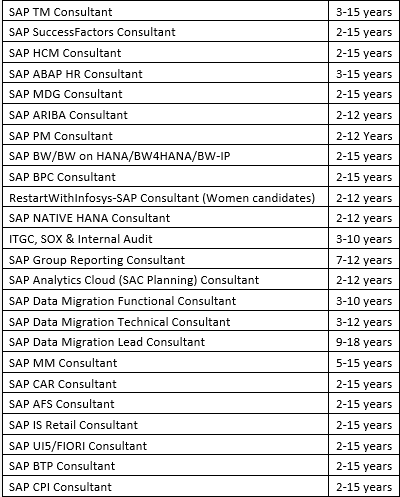 SAP TM Consultant 3-15 years
SAP SuccessFactors Consultant 2-15 years
SAP HCM Consultant 2-15 years
SAP ABAP HR Consultant 3-15 years
SAP MDG Consultant 2-15 years
SAP ARIBA Consultant 2-12 years
SAP PM Consultant 2-12 Years
SAP BW/BW on HANA/BW4HANA/BW-IP 2-15 years
SAP BPC Consultant 2-15 years
RestartWithInfosys-SAP Consultant (Women candidates) 2-12 years
SAP NATIVE HANA Consultant 2-12 years
ITGC, SOX & Internal Audit 3-10 years
SAP Group Reporting Consultant 7-12 years
SAP Analytics Cloud (SAC Planning) Consultant 2-12 years
SAP Data Migration Functional Consultant 3-10 years
SAP Data Migration Technical Consultant 3-12 years
SAP Data Migration Lead Consultant 9-18 years
SAP MM Consultant 5-15 years
SAP CAR Consultant 2-15 years
SAP AFS Consultant 2-15 years
SAP IS Retail Consultant 2-15 years
SAP UI5/FIORI Consultant 2-15 years
SAP BTP Consultant 2-15 years
SAP CPI Consultant 2-15 years